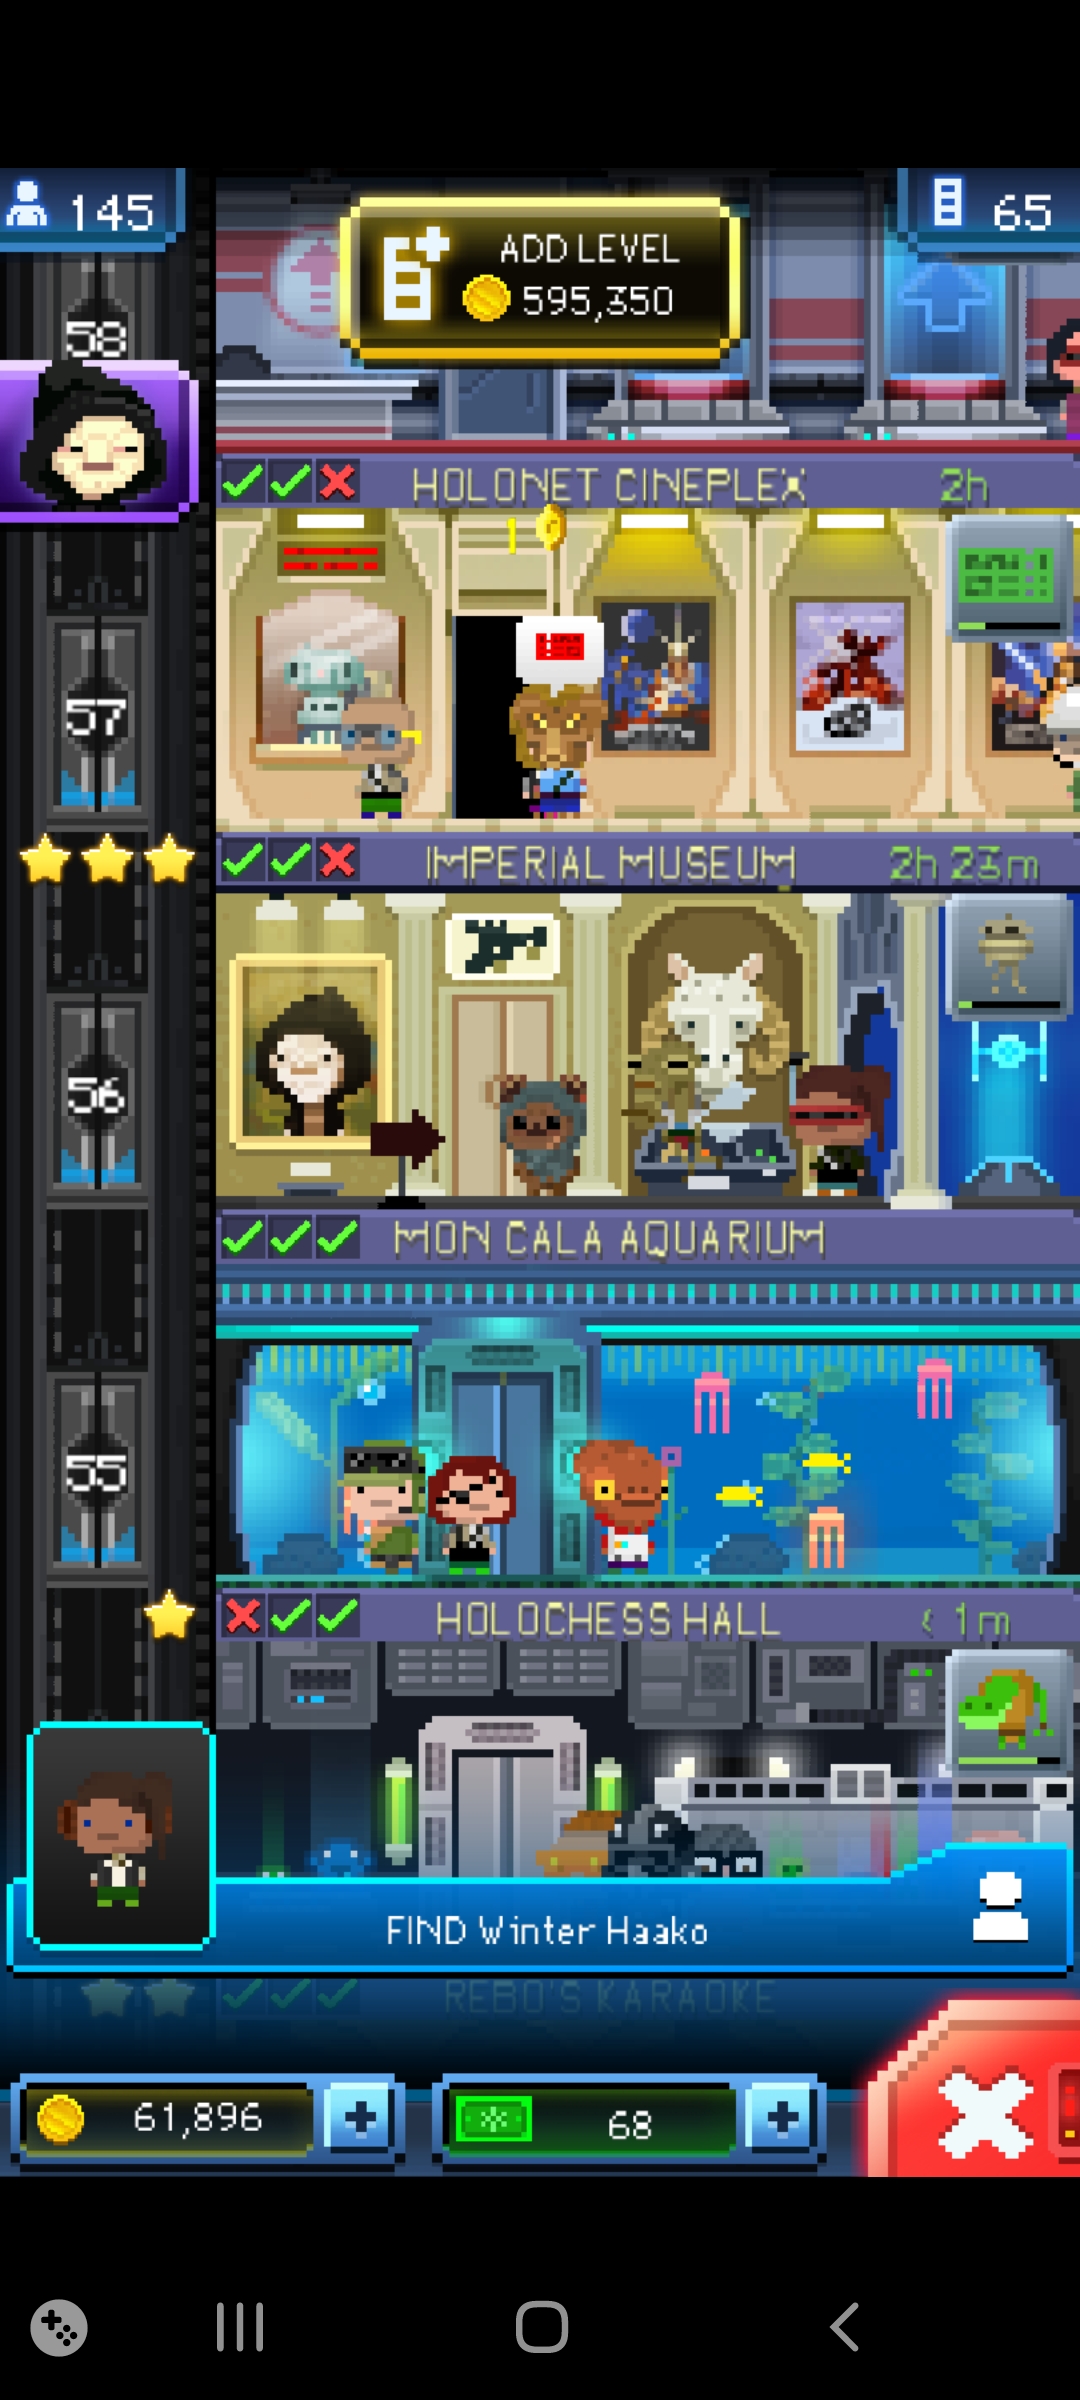 145
ADD LEVEL
595,350
65
58
HOLONET CINEPLEX 2h
57
IMPERIAL MUSEUM 2h 23m
56
MON CALA AQUARIUM
55
HOLOCHESS HALL < 1m
FIND Winter Haako
REBO'S KARAOKE
61,896
68